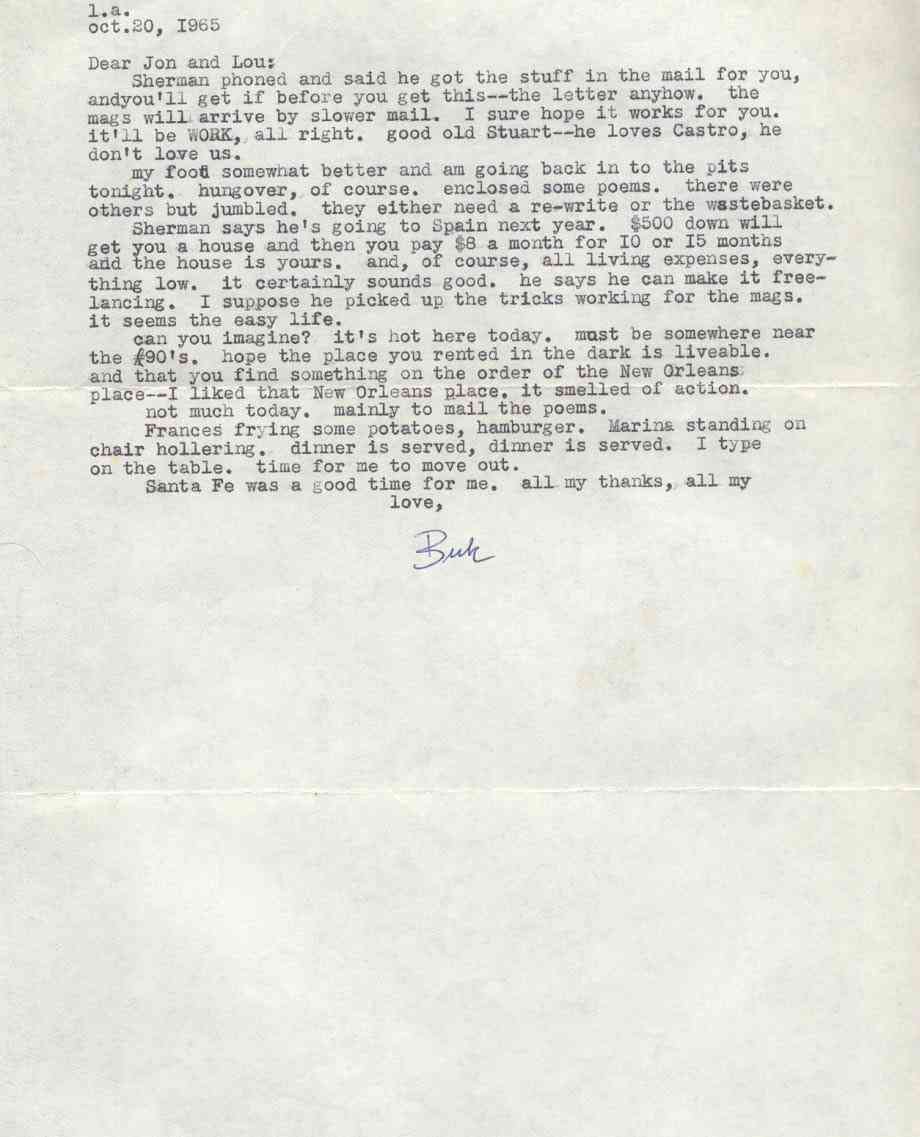 l.a.
oct.20, I965
Dear Jon and Lou:
Sherman phoned and said he got the stuff in the mail for you,
andyou'll get if before you get this--the letter anyhow. the
mags will arrive by slower mail. I sure hope it works for you.
it'll be WORK, all right. good old Stuart--he loves Castro, he
don't love us.
my food somewhat better and am going back in to the pits
tonight. hungover, of course. enclosed some poems. there were
others but jumbled. they either need a re-write or the wastebasket.
Sherman says he's going to Spain next year. $500 down will
get you a house and then you pay $8 a month for I0 or I5 months
and the house is yours. and, of course, all living expenses, every-
thing low. it certainly sounds good. he says he can make it free-
lancing. I suppose he picked up the tricks working for the mags.
it seems the easy life.
can you imagine? it's hot here today. must be somewhere near
the 90's. hope the place you rented in the dark is liveable.
and that you find something on the order of the New Orleans
place--I liked that New Orleans place. it smelled of action.
not much today. mainly to mail the poems.
Frances frying some potatoes, hamburger. Marina standing on
chair hollering. dinner is served, dinner is served. I type
on the table. time for me to move out.
Santa Fe was a good time for me. all my thanks, all my
love,
Buk